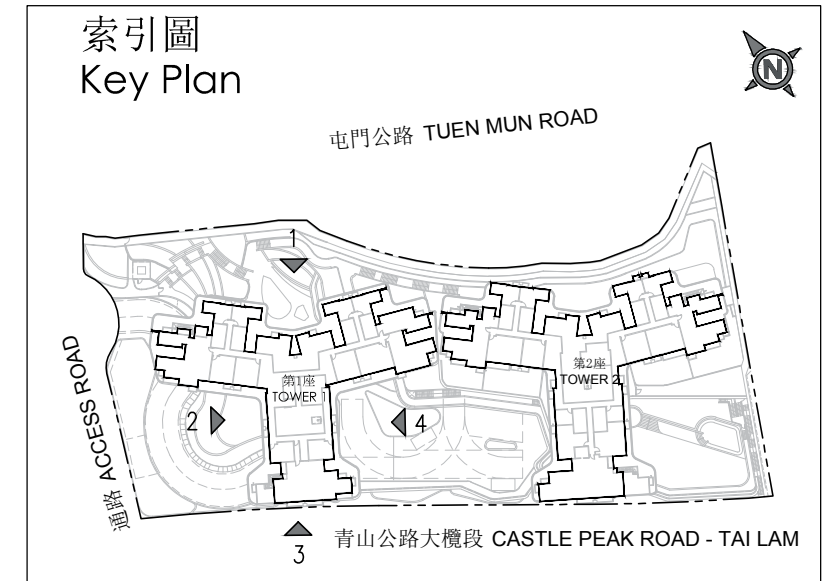 索引圖
Key Plan
N
屯門公路 TUEN MUN ROAD
1
第1座
TOWER 1
第2座
TOWER 2
2
4
通路 ACCESS ROAD
3
青山公路大欖段 CASTLE PEAK ROAD - TAI LAM